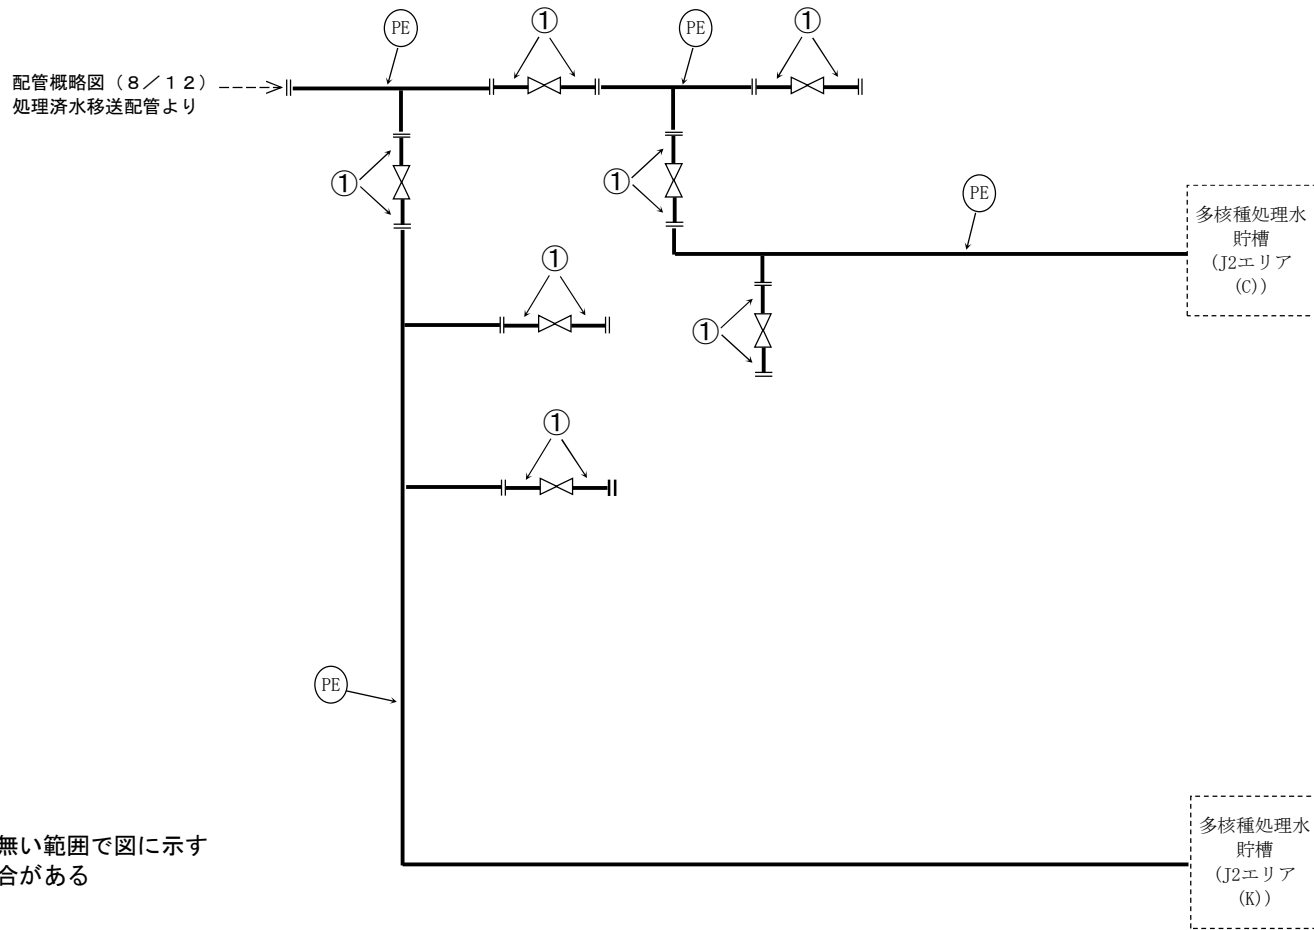 PE
①
PE
①
配管概略図（８／１２）
処理済水移送配管より
①
①
PE
多核種処理水
貯槽
（J2エリア
(C)）
①
①
①
PE
無い範囲で図に示す
合がある
多核種処理水
貯槽
（J2エリア
(K)）